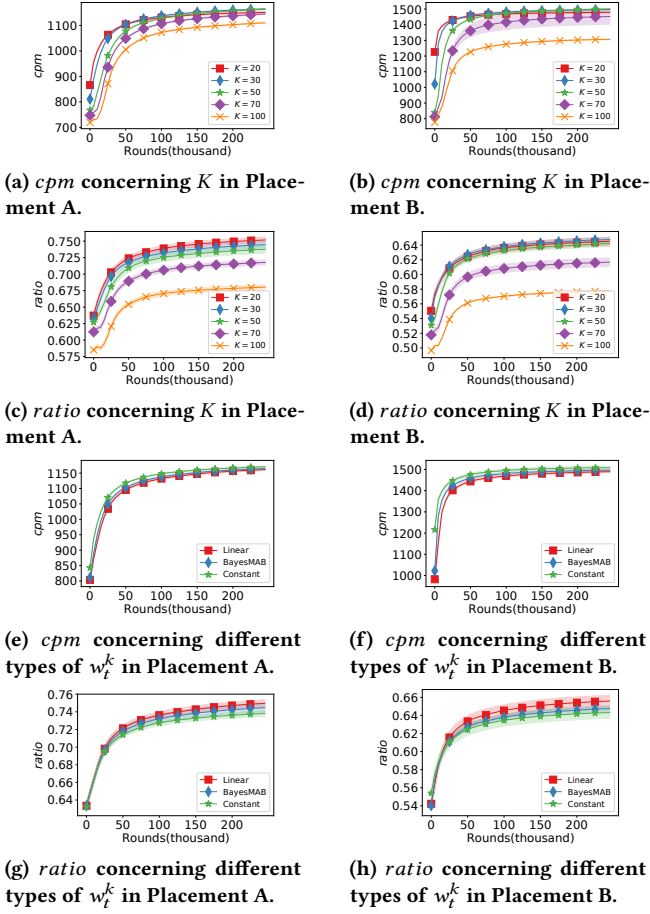 1100
1000
900
800
700
cpm
0 50 100 150 200
Rounds(thousand)
K = 20
K = 30
K = 50
K = 70
K = 100
(a) cpm concerning K in Place-
ment A.
1500
1400
1300
1200
1100
1000
900
800
cpm
0 50 100 150 200
Rounds(thousand)
K = 20
K = 30
K = 50
K = 70
K = 100
(b) cpm concerning K in Placement B.
0.750
0.725
0.700
0.675
0.650
0.625
0.600
0.575
ratio
0 50 100 150 200
Rounds(thousand)
K = 20
K = 30
K = 50
K = 70
K = 100
(c) ratio concerning K in Place-
ment A.
0.64
0.62
0.60
0.58
0.56
0.54
0.52
0.50
ratio
0 50 100 150 200
Rounds(thousand)
K = 20
K = 30
K = 50
K = 70
K = 100
(d) ratio concerning K in Place-
ment B.
1150
1100
1050
1000
950
900
850
800
cpm
0 50 100 150 200
Rounds(thousand)
Linear
BayesMAB
Constant
(e) cpm concerning different
types of w_t^k in Placement A.
1500
1400
1300
1200
1100
1000
cpm
0 50 100 150 200
Rounds(thousand)
Linear
BayesMAB
Constant
(f) cpm concerning different
types of w_t^k in Placement B.
0.76
0.74
0.72
0.70
0.68
0.66
0.64
ratio
0 50 100 150 200
Rounds(thousand)
Linear
BayesMAB
Constant
(g) ratio concerning different
types of w_t^k in Placement A.
0.66
0.64
0.62
0.60
0.58
0.56
0.54
ratio
0 50 100 150 200
Rounds(thousand)
Linear
BayesMAB
Constant
(h) ratio concerning different
types of w_t^k in Placement B.